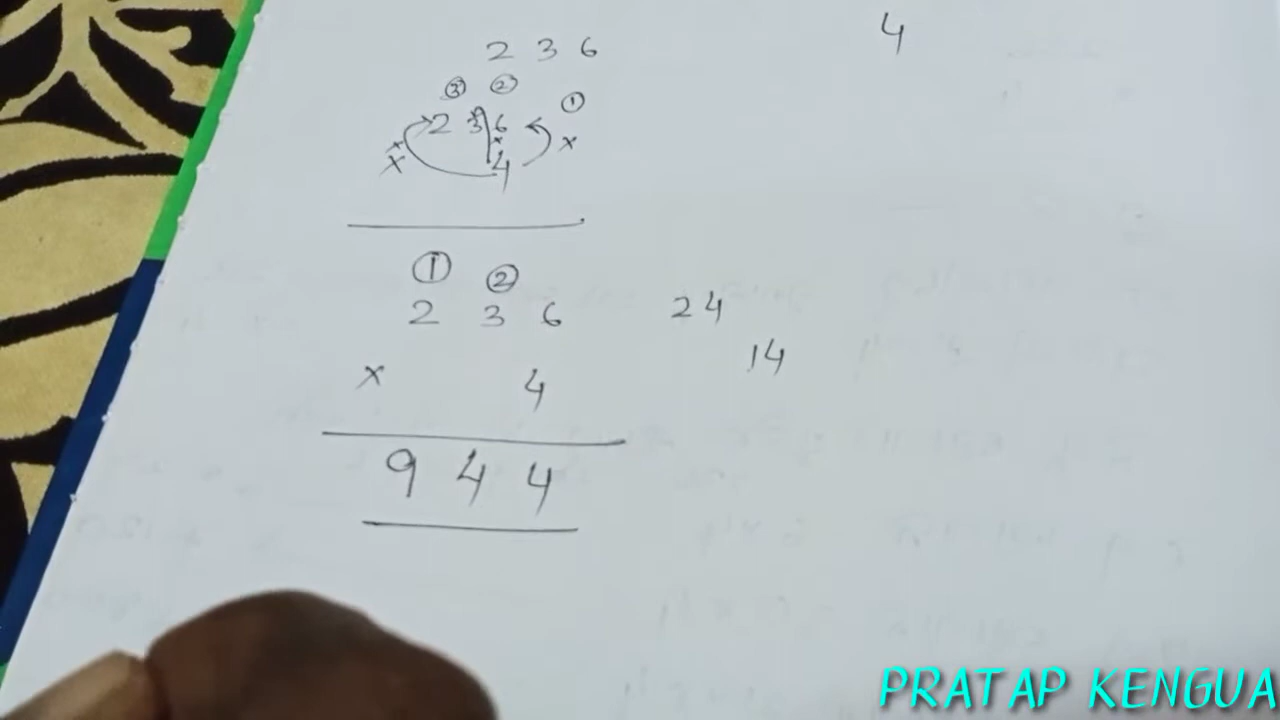 4
2 3 6
③ ② ①
2 3 6 x
x 4
① ②
2 3 6
24
14
x 4
9 4 4
PRATAP KENGUA